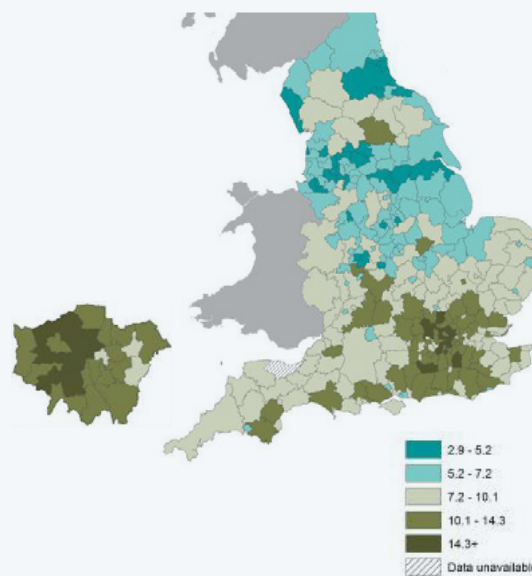 2.9 - 5.2
5.2 - 7.2
7.2 - 10.1
10.1 - 14.3
14.3+
Data unavailable